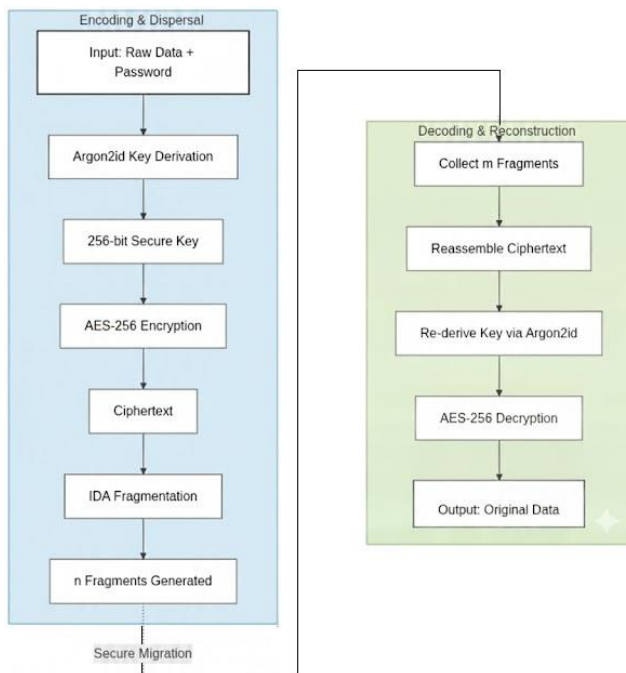 Encoding & Dispersal
Input: Raw Data +
Password
Argon2id Key Derivation
256-bit Secure Key
AES-256 Encryption
Ciphertext
IDA Fragmentation
n Fragments Generated
Secure Migration
Decoding & Reconstruction
Collect m Fragments
Reassemble Ciphertext
Re-derive Key via Argon2id
AES-256 Decryption
Output: Original Data